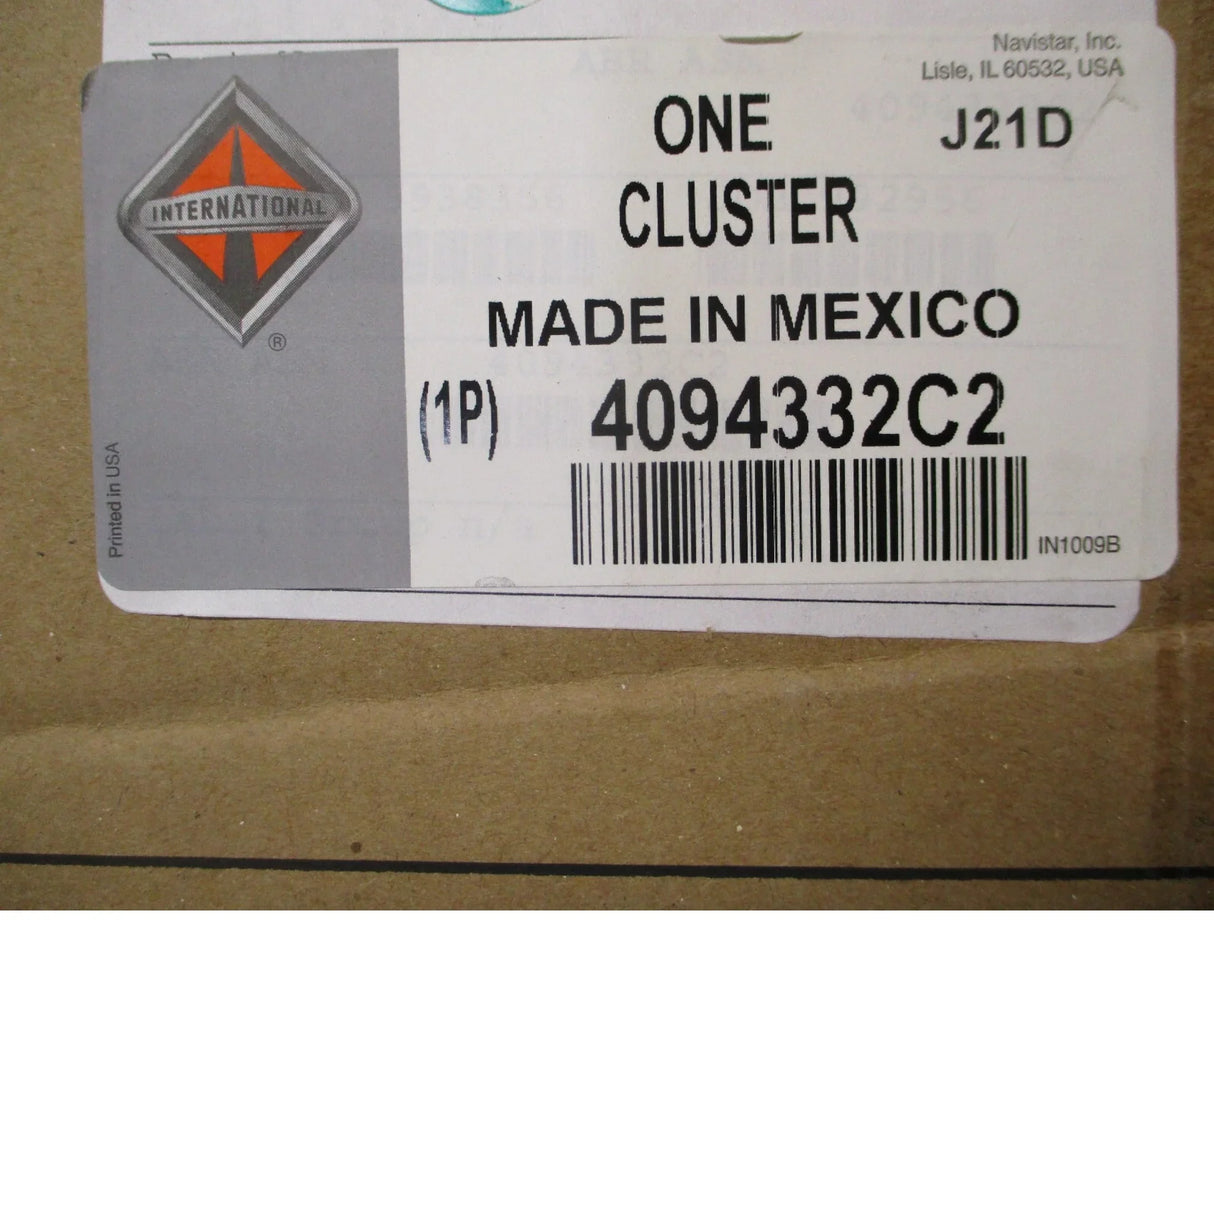 Navistar, Inc.
Lisle, IL 60532, USA
ONE
J21D
CLUSTER
INTERNATIONAL
®
MADE IN MEXICO
(1P) 4094332C2
IN1009B
Printed in USA